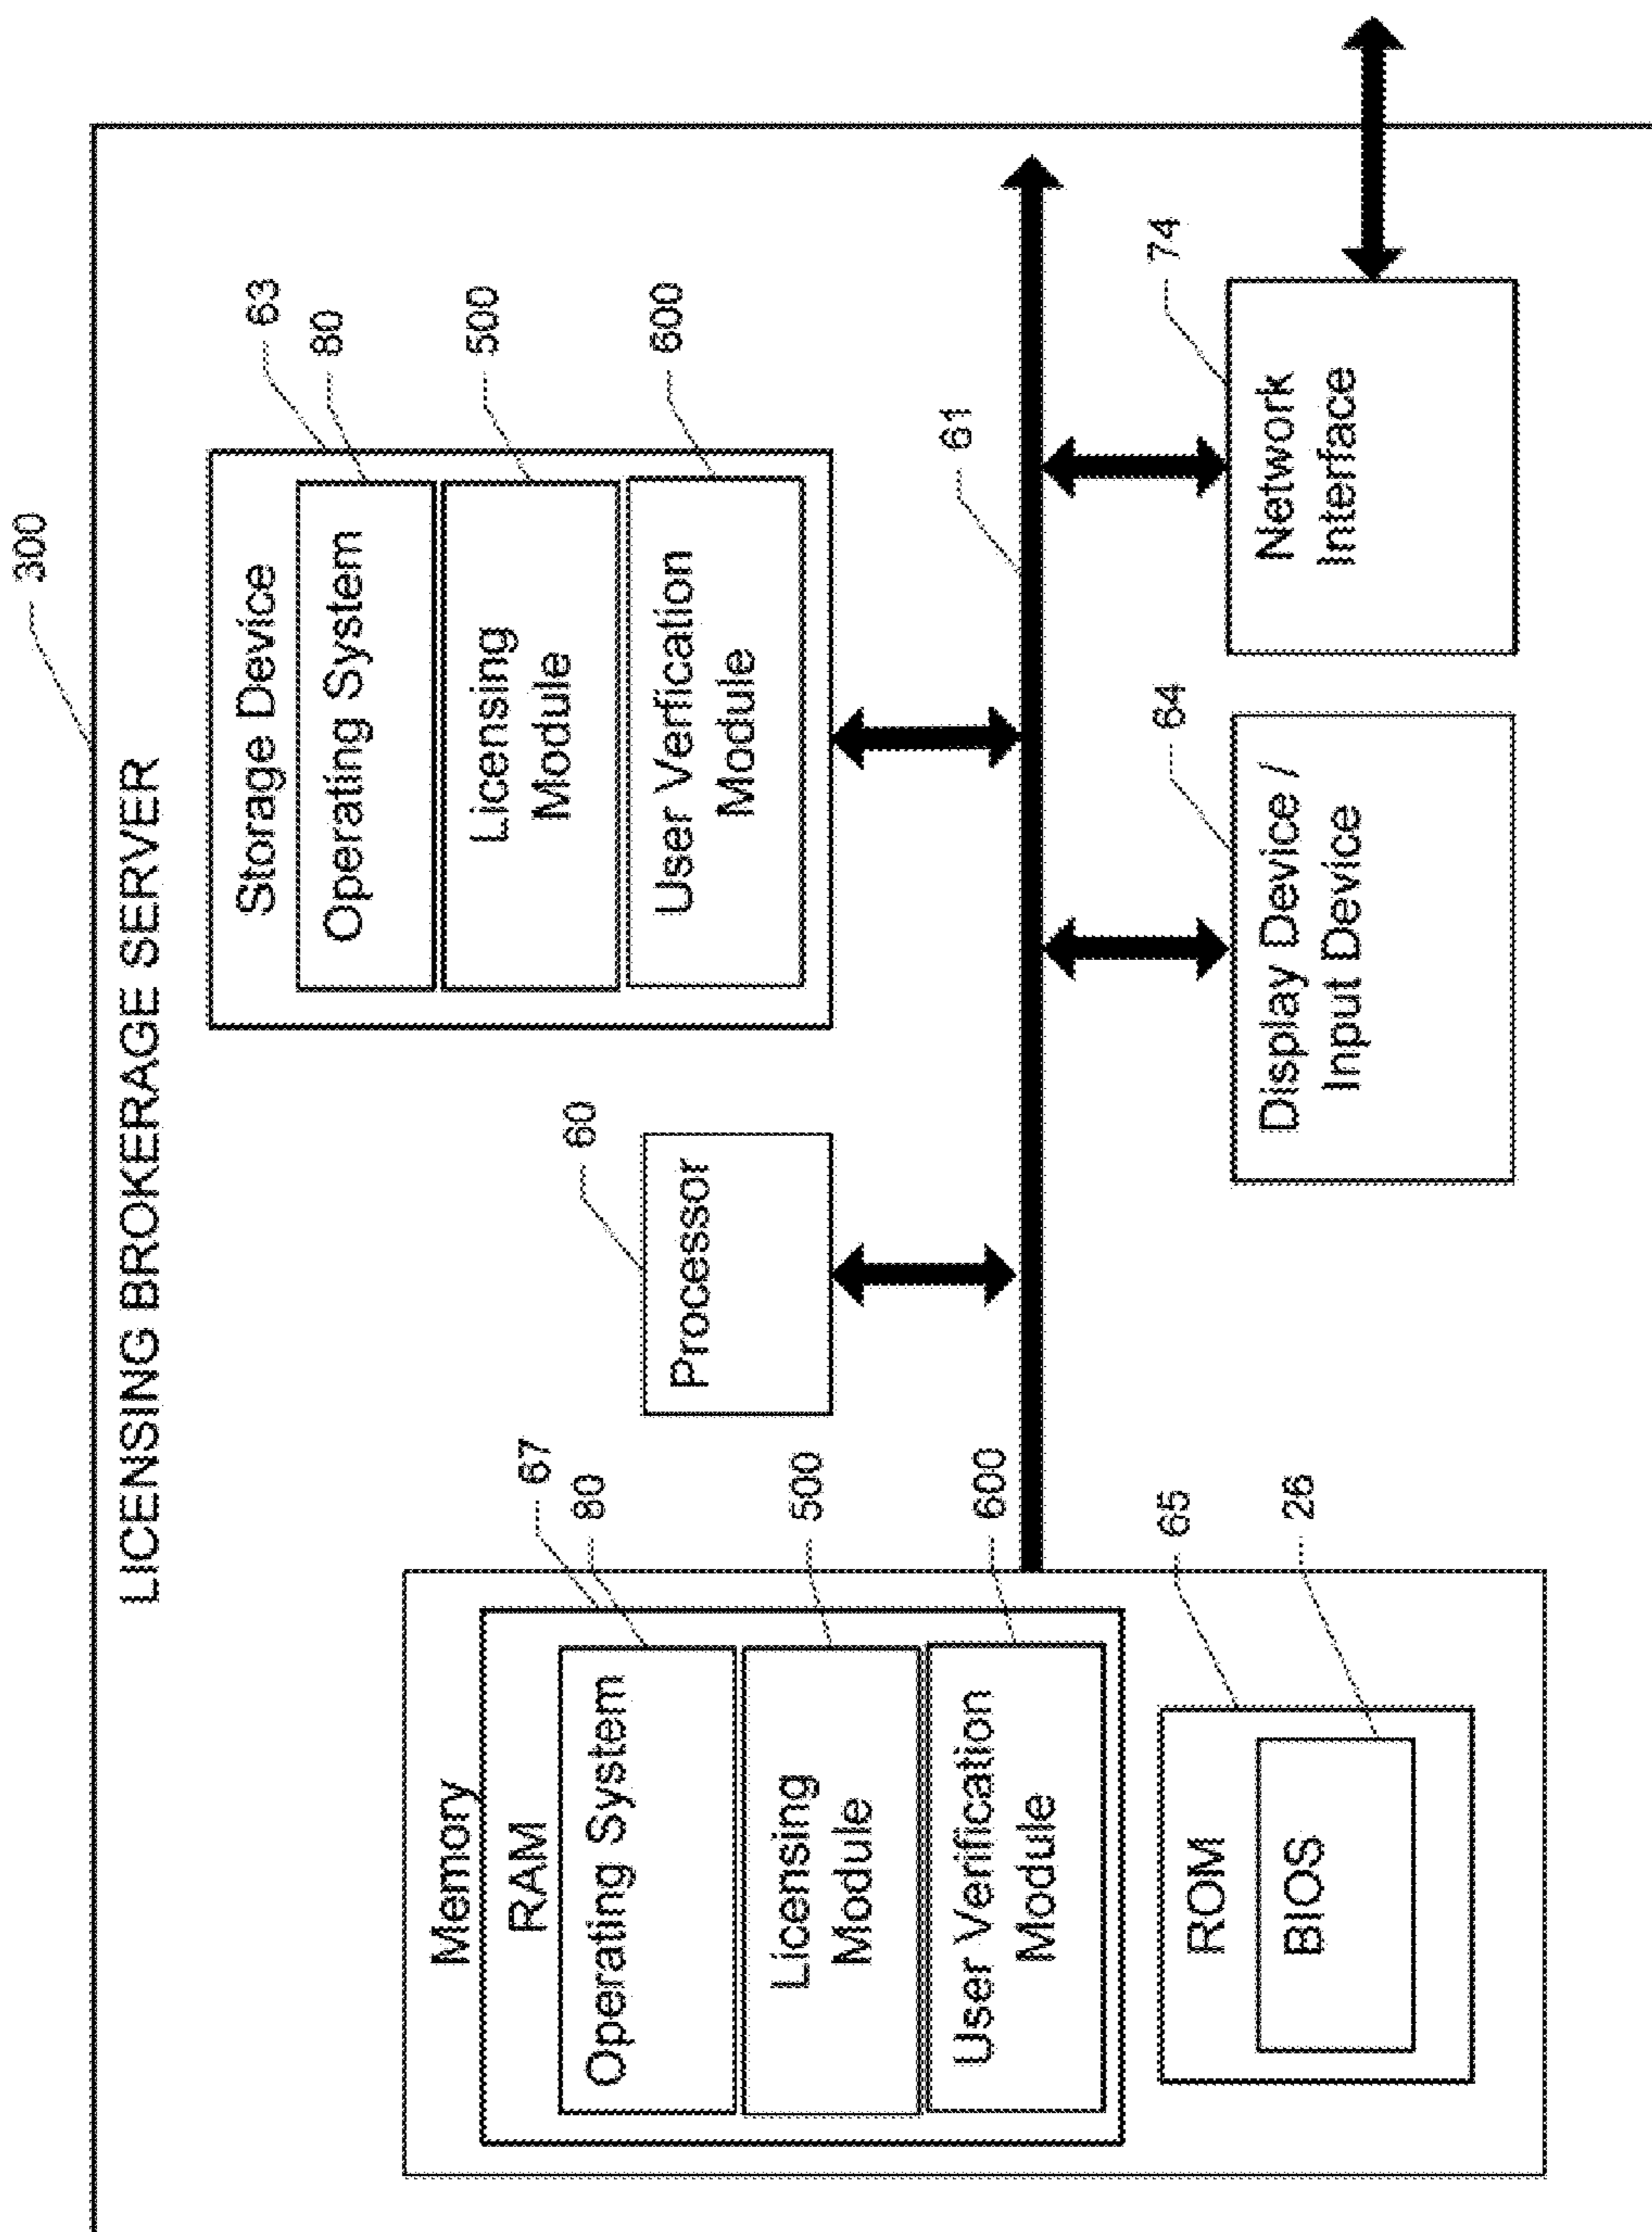 300
LICENSING BROKERAGE SERVER
63
80
500
600
Storage Device
Operating System
Licensing
Module
User Verfication
Module
60
Processor
67
80
500
600
Memory
RAM
Operating System
Licensing
Module
User Verification
Module
65
26
ROM
BIOS
61
64
Display Device /
Input Device
74
Network
Interface